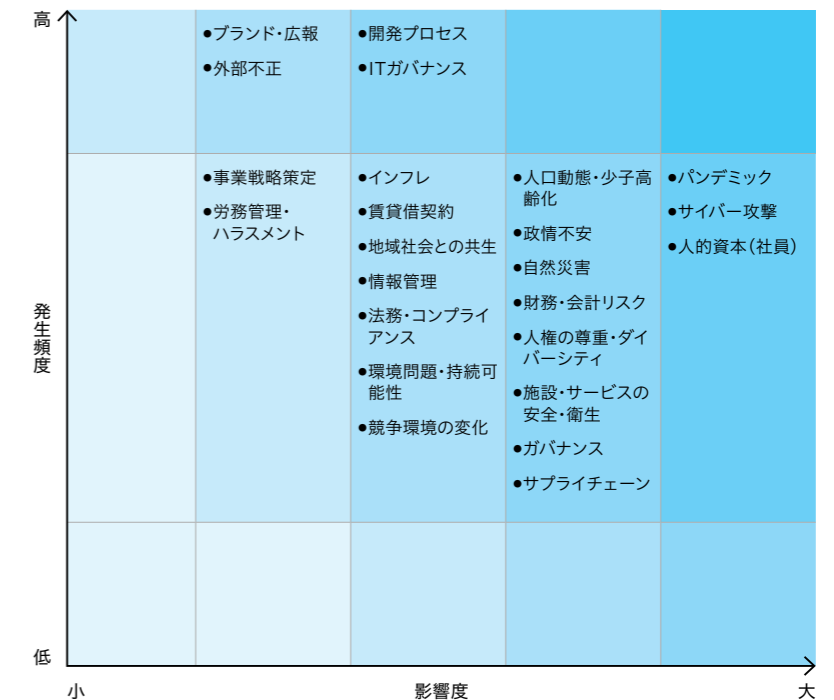 高
●ブランド・広報
●外部不正
●開発プロセス
●ITガバナンス
●事業戦略策定
●労務管理・
ハラスメント
●インフレ
●賃貸借契約
●地域社会との共生
●情報管理
●法務・コンプライ
アンス
●環境問題・持続可
能性
●競争環境の変化
●人口動態・少子高
齢化
●政情不安
●自然災害
●財務・会計リスク
●人権の尊重・ダイ
バーシティ
●施設・サービスの
安全・衛生
●ガバナンス
●サプライチェーン
●パンデミック
●サイバー攻撃
●人的資本（社員）
発生頻度
低
小
影響度
大